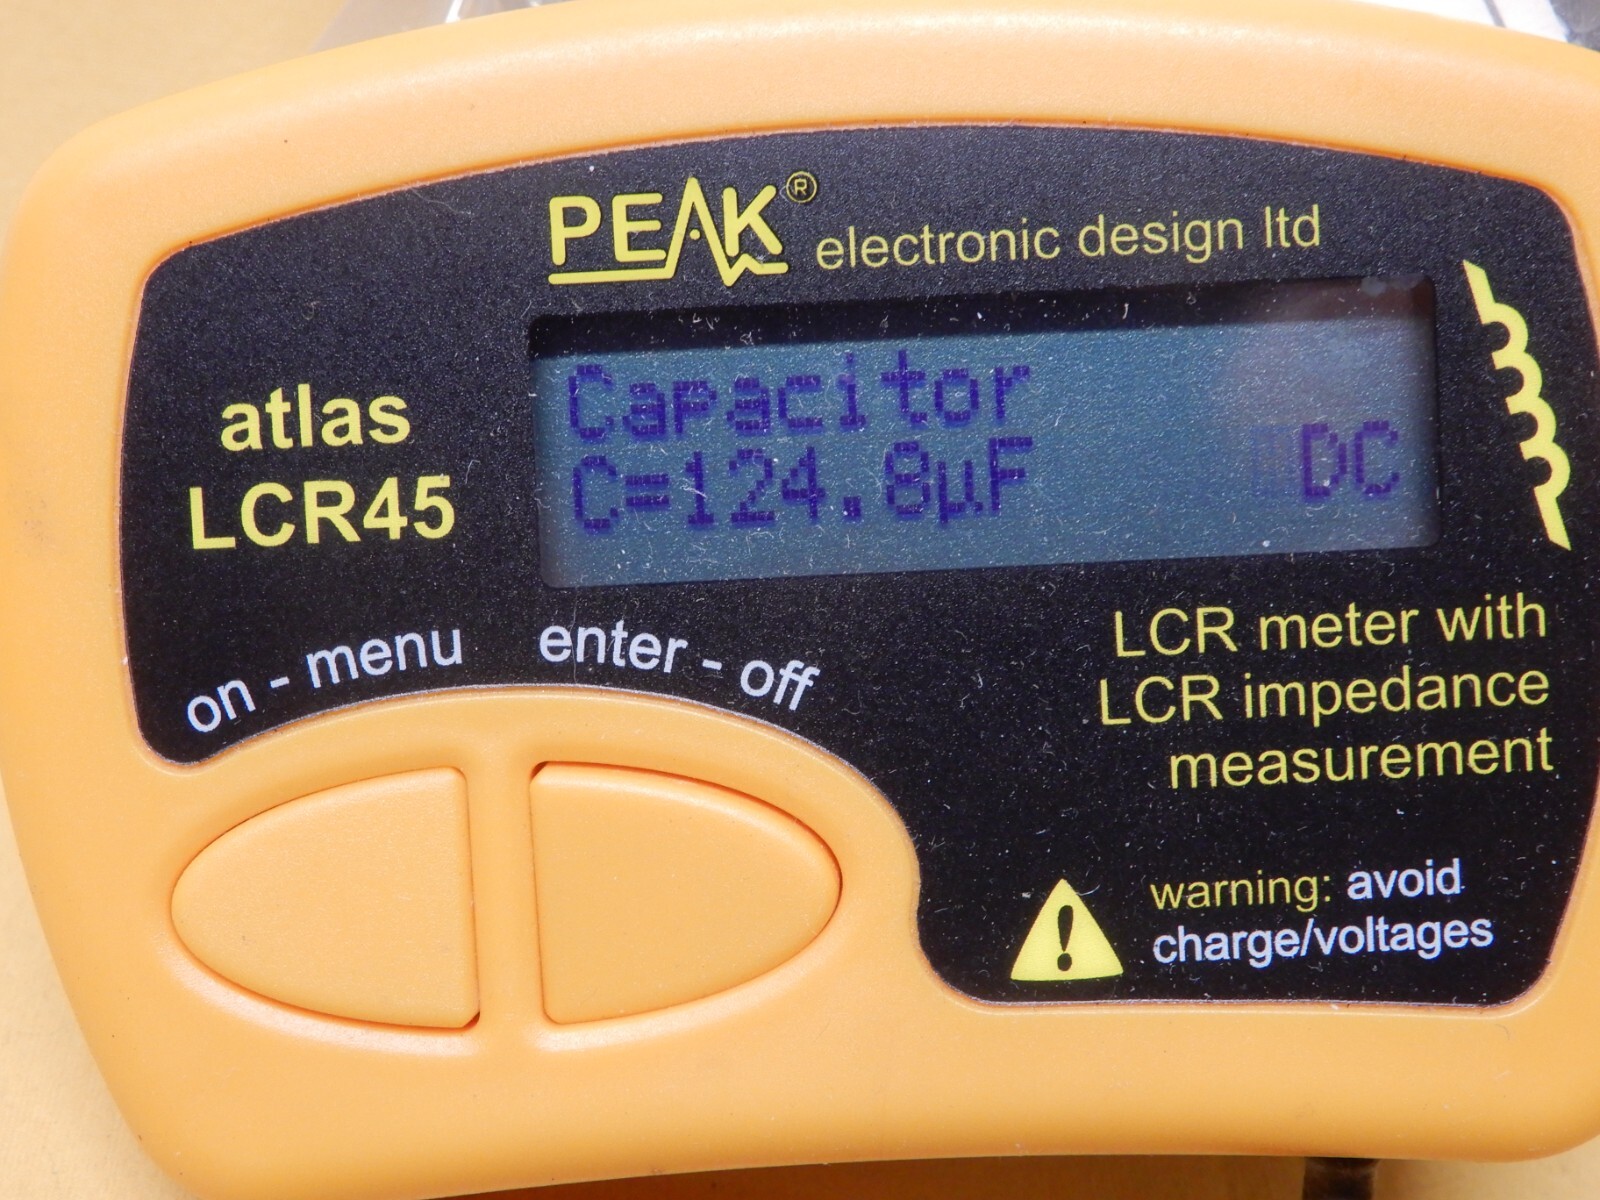 PEAK® electronic design ltd
atlas
LCR45
Capacitor
C=124.8µF DC
on - menu enter - off
LCR meter with
LCR impedance
measurement
warning: avoid
charge/voltages